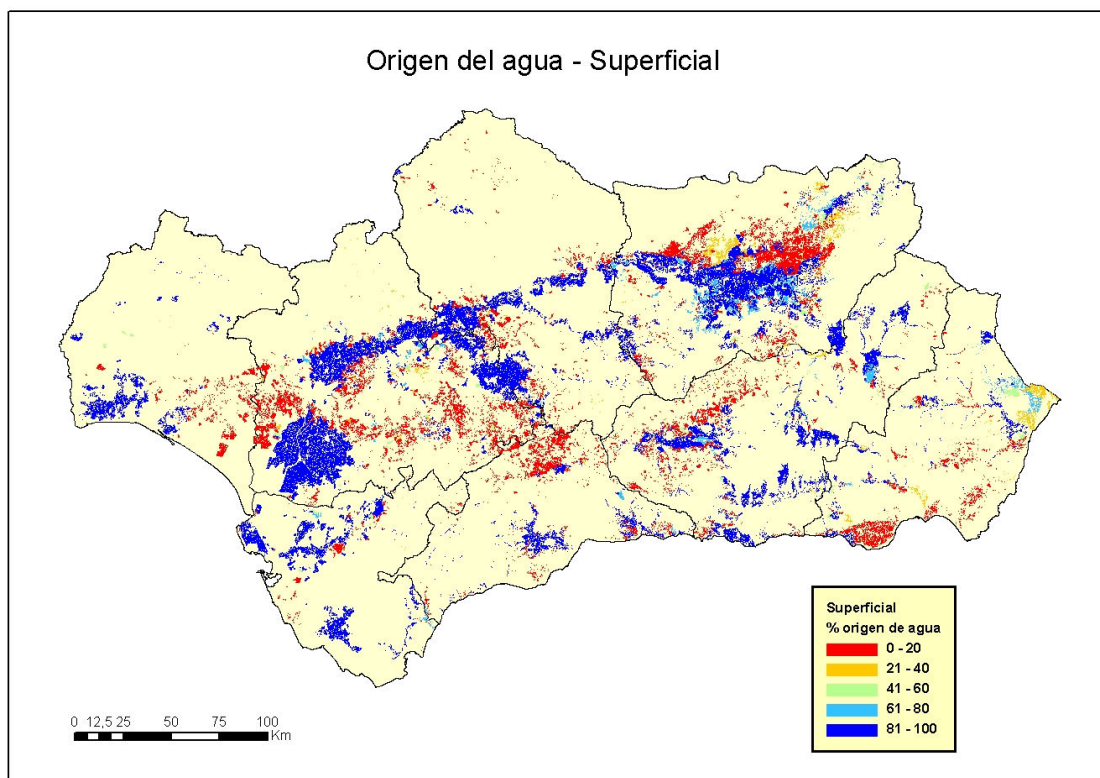 Origen del agua - Superficial
Superficial
% origen de agua
0 - 20
21 - 40
41 - 60
61 - 80
81 - 100
0 12,5 25 50 75 100
Km